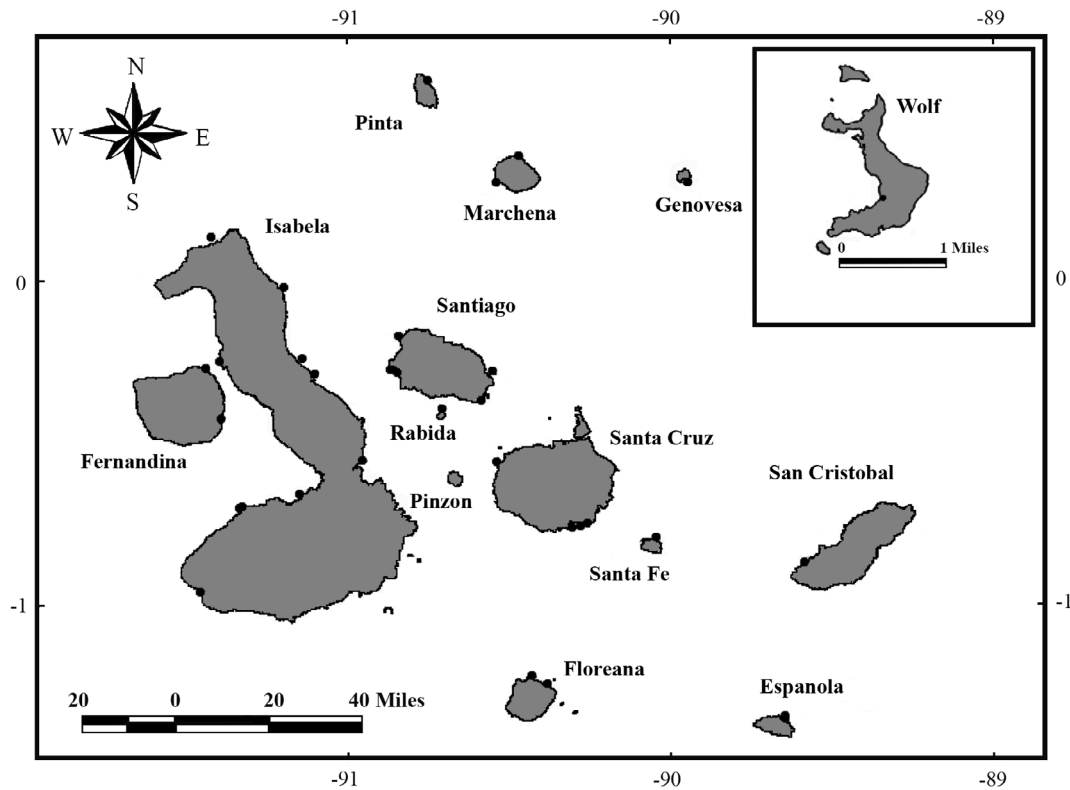 -91 -90 -89
N
W E
S
Pinta
Marchena
Genovesa
Wolf
0 1 Miles
Isabela
0 0
Santiago
Rabida
Fernandina
Pinzon
Santa Cruz
San Cristobal
Santa Fe
-1 -1
Floreana
Espanola
20 0 20 40 Miles
-91 -90 -89